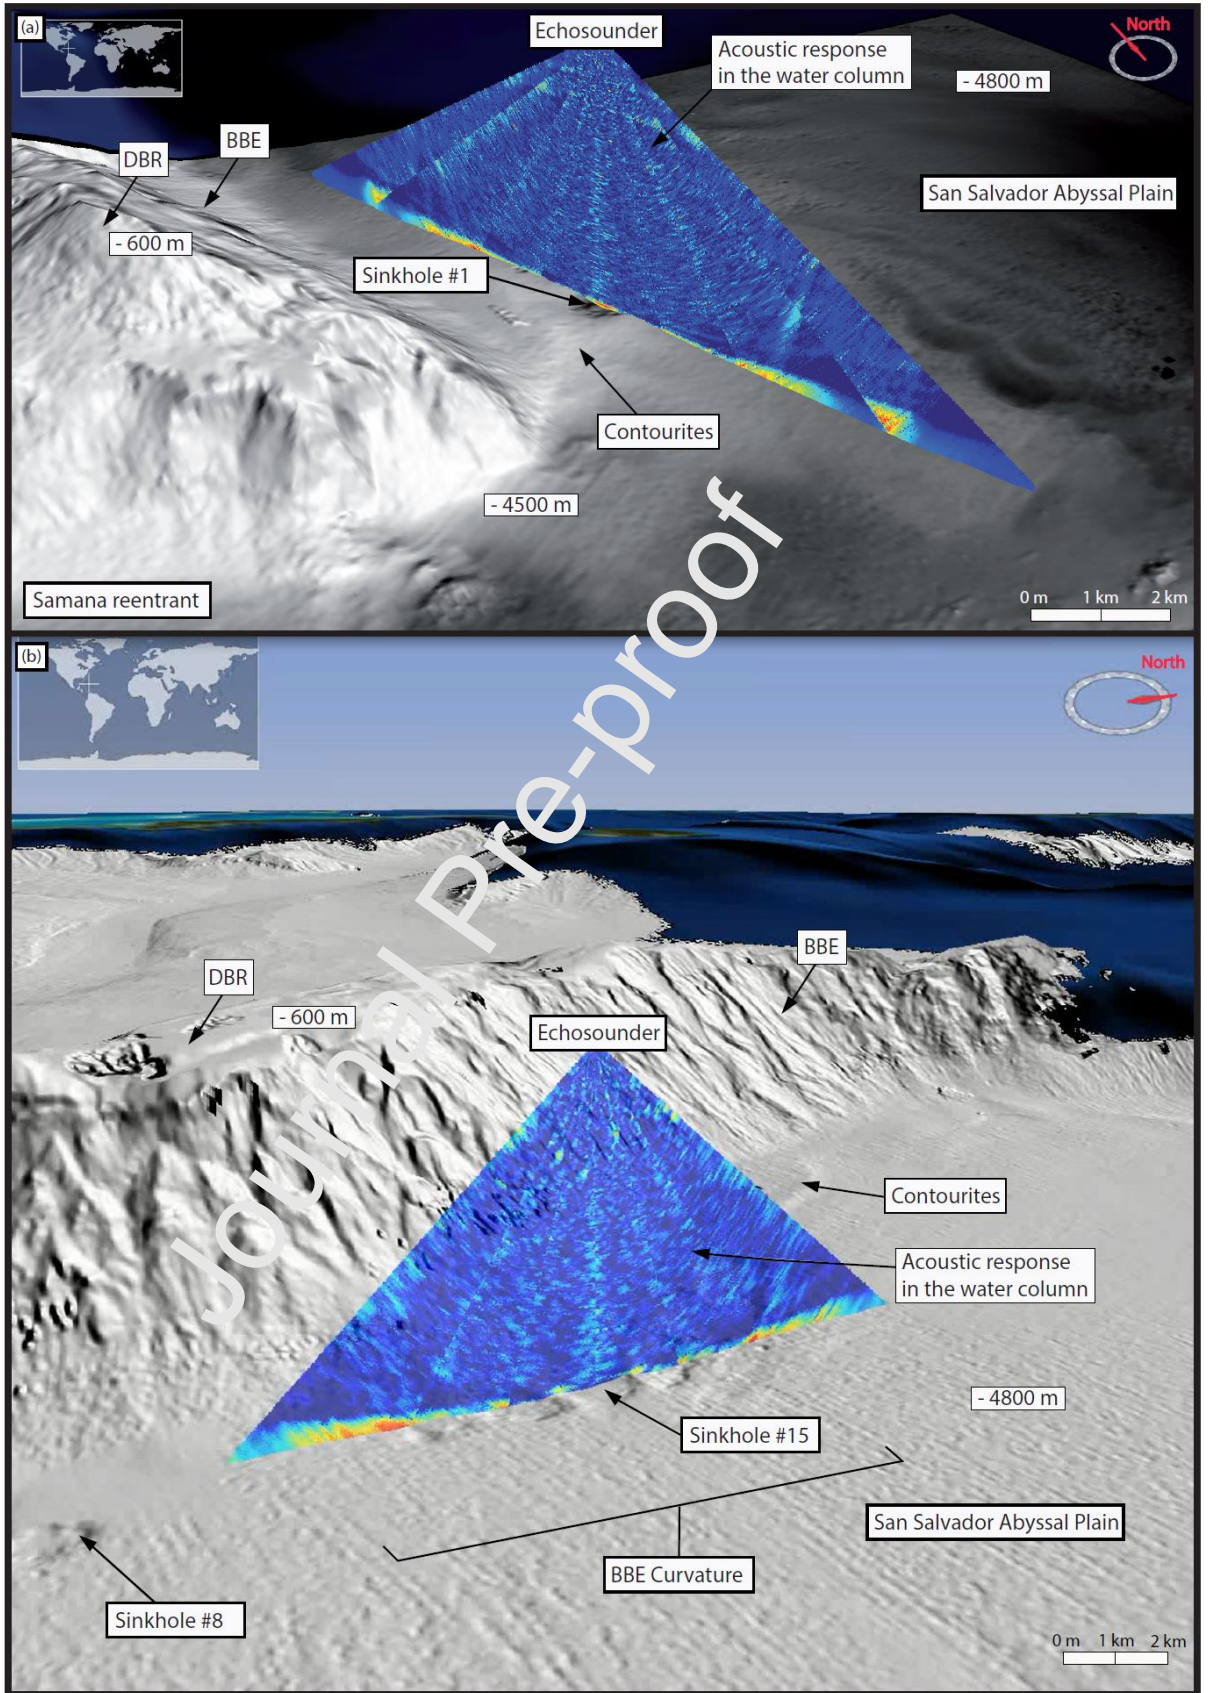 (a)
Echosounder
North
Acoustic response
in the water column
- 4800 m
BBE
DBR
San Salvador Abyssal Plain
- 600 m
Sinkhole #1
Contourites
- 4500 m
Samana reentrant
0 m 1 km 2 km
(b)
North
BBE
DBR
- 600 m
Echosounder
Contourites
Acoustic response
in the water column
- 4800 m
Sinkhole #15
San Salvador Abyssal Plain
BBE Curvature
Sinkhole #8
0 m 1 km 2 km
Journal Pre-proof